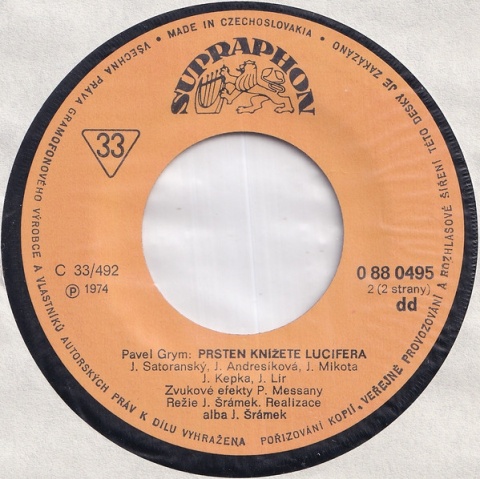 VŠECHNA PRÁVA GRAMOFONOVÉHO VÝROBCE A VLASTNÍKŮ AUTORSKÝCH PRÁV K DÍLU VYHRAŽENA
• MADE IN CZECHOSLOVAKIA •
POŘIZOVÁNÍ KOPIÍ, VEŘEJNÉ PROVOZOVÁNÍ A ROZHLASOVÉ ŠÍŘENÍ TÉTO DESKY JE ZAKÁZÁNO
SUPRAPHON
33
C 33/492
Ⓟ 1974
0 88 0495
2 (2 strany)
dd
Pavel Grym: PRSTEN KNÍŽETE LUCIFERA
J. Satoranský, J. Andresíková, J. Mikota
J. Kepka, J. Lír
Zvukové efekty P. Messany
Režie J. Šrámek. Realizace
alba J. Šrámek